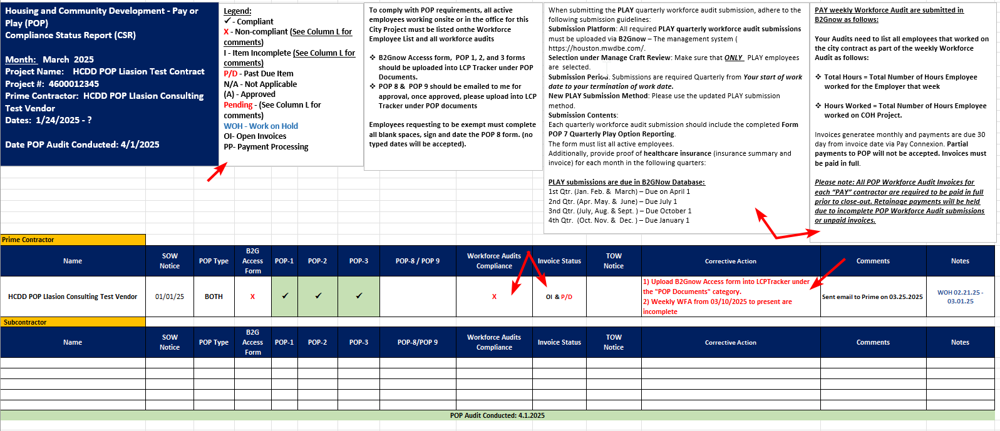 Housing and Community Development - Pay or
Play (POP)
Compliance Status Report (CSR)
Month:   March  2025
Project Name:    HCDD POP Liasion Test Contract
Project #:  4600012345
Prime Contractor:  HCDD POP LIasion Consulting
Test Vendor
Dates:  1/24/2025 - ?
Date POP Audit Conducted: 4/1/2025
Legend:
✓ - Compliant
X - Non-compliant (See Column L for
comments)
I - Item Incomplete (See Column L for
comments)
P/D - Past Due Item
N/A - Not Applicable
(A) - Approved
Pending - (See Column L for
comments)
WOH - Work on Hold
OI- Open Invoices
PP- Payment Processing
To comply with POP requirements, all active
employees working onsite or in the office for this
City Project must be listed onthe Workforce
Employee List and all workforce audits
❖ B2Gnow Accesss form,  POP 1, 2, and 3 forms
should be uploaded into LCP Tracker under POP
Documents.
❖ POP 8 &  POP 9 should be emailed to me for
approval, once approved, please upload into LCP
Tracker under POP documents
Employees requesting to be exempt must complete
all blank spaces, sign and date the POP 8 form. (no
typed dates will be accepted).
When submitting the PLAY quarterly workforce audit submission, adhere to the
following submission guidelines:
Submission Platform: All required PLAY quarterly workforce audit submissions
must be uploaded via B2Gnow – The management system (
https://houston.mwdbe.com/.
Selection under Manage Craft Review: Make sure that ONLY  PLAY employees
are  selected.
Submission Period: Submissions are required Quarterly from Your start of work
date to your termination of work date.
New PLAY Submission Method: Please use the updated PLAY submission
method.
Submission Contents:
Each quarterly workforce audit submission should include the completed Form
POP 7 Quarterly Play Option Reporting.
The form must list all active employees.
Additionally, provide proof of healthcare insurance (insurance summary and
invoice) for each month in the following quarters:
PLAY submissions are due in B2GNow Database:
1st Qtr. (Jan. Feb. &  March) – Due on April 1
2nd Qtr. (Apr. May. &  June) – Due July 1
3nd Qtr. (July, Aug. & Sept. ) – Due October 1
4th Qtr.  (Oct. Nov. &  Dec. ) – Due January 1
PAY weekly Workforce Audit are submitted in
B2Gnow as follows:
Your Audits need to list all employees that worked on
the city contract as part of the weekly Workforce
Audit as follows:
❖ Total Hours = Total Number of Hours Employee
worked for the Employer that week
❖ Hours Worked = Total Number of Hours Employee
worked on COH Project.
Invoices generatee monthly and payments are due 30
day from invoice date via Pay Connexion. Partial
payments to POP will not be accepted. Invoices must
be paid in full.
Please note: All POP Workforce Audit Invoices for
each “PAY” contractor are required to be paid in full
prior to close-out. Retainage payments will be held
due to incomplete POP Workforce Audit submissions
or unpaid invoices.
Prime Contractor
Name SOW Notice POP Type B2G Access Form POP-1 POP-2 POP-3 POP-8 / POP 9 Workforce Audits Compliance Invoice Status TOW Notice Corrective Action Comments Notes
HCDD POP LIasion Consulting Test Vendor 01/01/25 BOTH X ✓ ✓ ✓ X OI & P/D
1) Upload B2Gnow Access form into LCPTracker under
the "POP Documents" category.
2) Weekly WFA from 03/10/2025 to present are
incomplete
Sent email to Prime on 03.25.2025
WOH 02.21.25 -
03.01.25
Subcontractor
Name SOW Notice POP Type B2G Access Form POP-1 POP-2 POP-3 POP-8/POP 9 Workforce Audits Compliance Invoice Status TOW Notice Corrective Action Comments Notes
POP Audit Conducted: 4.1.2025